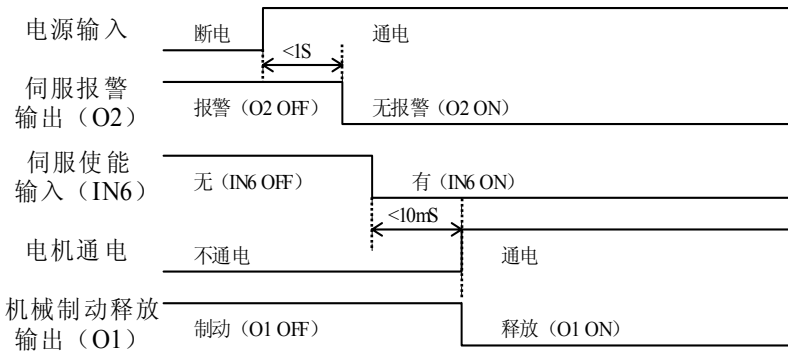 电源输入 断电 通电
<1S
伺服报警
输出（O2） 报警（O2 OFF） 无报警（O2 ON）
伺服使能
输入（IN6） 无（IN6 OFF） 有（IN6 ON）
<10mS
电机通电 不通电 通电
机械制动释放
输出（O1） 制动（O1 OFF） 释放（O1 ON）